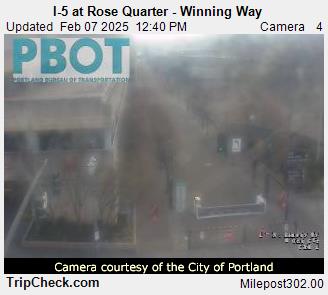 I-5 at Rose Quarter - Winning Way
Updated Feb 07 2025 12:40 PM Camera 4
PBOT
PORTLAND BUREAU OF TRANSPORTATION
Camera courtesy of the City of Portland
TripCheck.com Milepost302.00